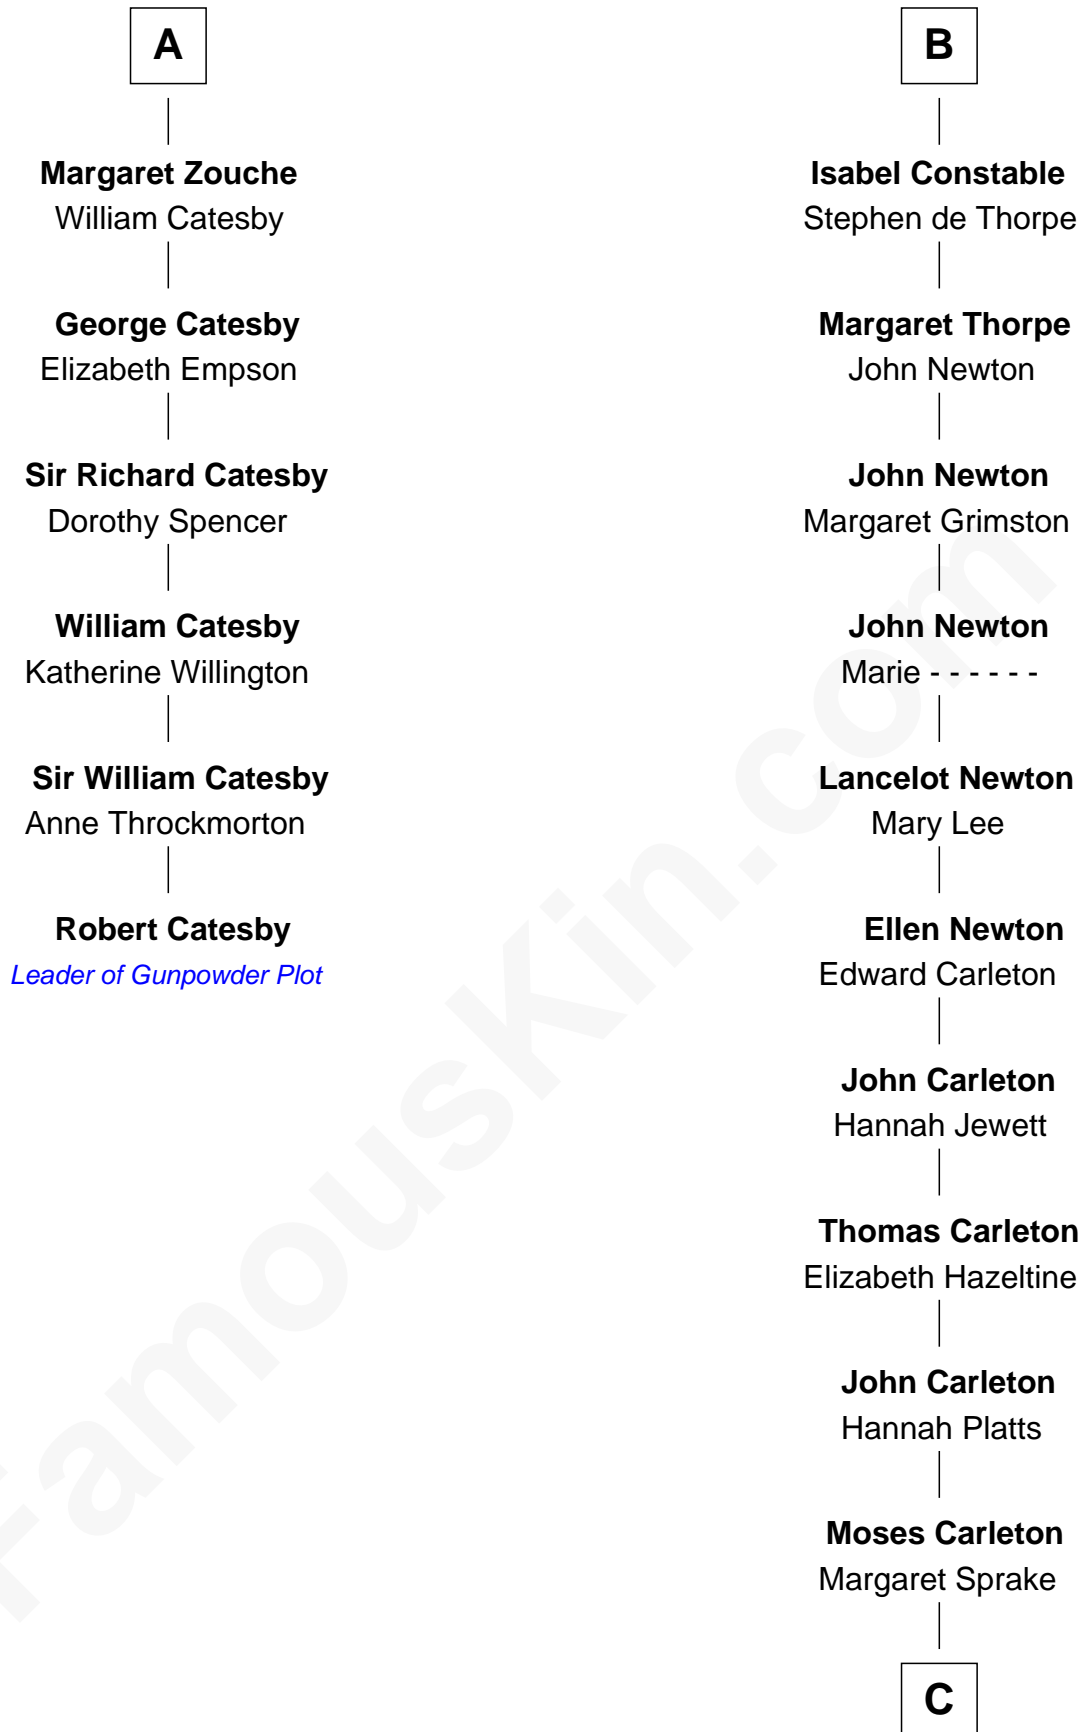 A
Margaret Zouche
William Catesby
George Catesby
Elizabeth Empson
Sir Richard Catesby
Dorothy Spencer
William Catesby
Katherine Willington
Sir William Catesby
Anne Throckmorton
Robert Catesby
Leader of Gunpowder Plot
B
Isabel Constable
Stephen de Thorpe
Margaret Thorpe
John Newton
John Newton
Margaret Grimston
John Newton
Marie - - - - - -
Lancelot Newton
Mary Lee
Ellen Newton
Edward Carleton
John Carleton
Hannah Jewett
Thomas Carleton
Elizabeth Hazeltine
John Carleton
Hannah Platts
Moses Carleton
Margaret Sprake
C
FamousKin.com